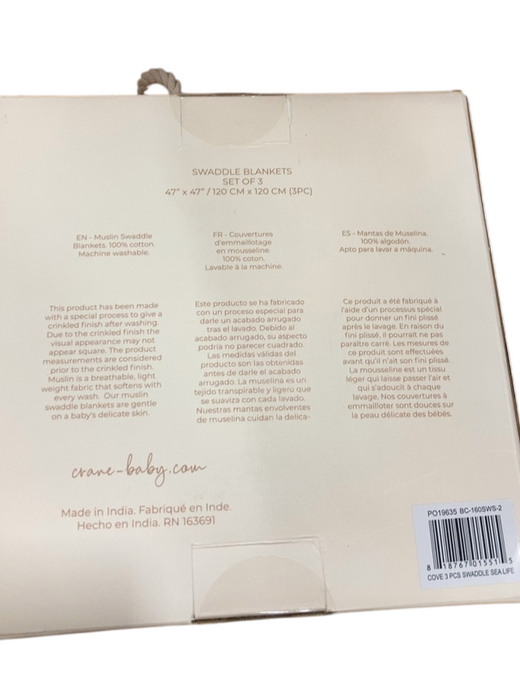 SWADDLE BLANKETS
SET OF 3
47" x 47" / 120 CM x 120 CM (3PC)
EN - Muslin Swaddle
Blankets. 100% cotton.
Machine washable.
FR - Couvertures
d'emmaillotage
en mousseline.
100% coton.
Lavable à la machine.
ES - Mantas de Muselina.
100% algodón.
Apto para lavar a máquina.
This product has been made
with a special process to give a
crinkled finish after washing.
Due to the crinkled finish the
visual appearance may not
appear square. The product
measurements are considered
prior to the crinkled finish.
Muslin is a breathable, light
weight fabric that softens with
every wash. Our muslin
swaddle blankets are gentle
on a baby's delicate skin.
Este producto se ha fabricado
con un proceso especial para
darle un acabado arrugado
tras el lavado. Debido al
acabado arrugado, su aspecto
podría no parecer cuadrado.
Las medidas válidas del
producto son las obtenidas
antes de darle el acabado
arrugado. La muselina es un
tejido transpirable y ligero que
se suaviza con cada lavado.
Nuestras mantas envolventes
de muselina cuidan la delica-
Ce produit a été fabriqué à
l'aide d'un processus spécial
pour donner un fini plissé
après le lavage. En raison du
fini plissé, il pourrait ne pas
paraître carré. Les mesures de
ce produit sont effectuées
avant qu'il n'ait son fini plissé.
La mousseline est un tissu
léger qui laisse passer l'air et
qui s'adoucit à chaque
lavage. Nos couvertures à
emmailloter sont douces sur
la peau délicate des bébés.
crane-baby.com
Made in India. Fabriqué en Inde.
Hecho en India. RN 163691
PO19635 BC-160SWS-2
8 18767 01551 5
COVE 3 PCS SWADDLE SEA LIFE